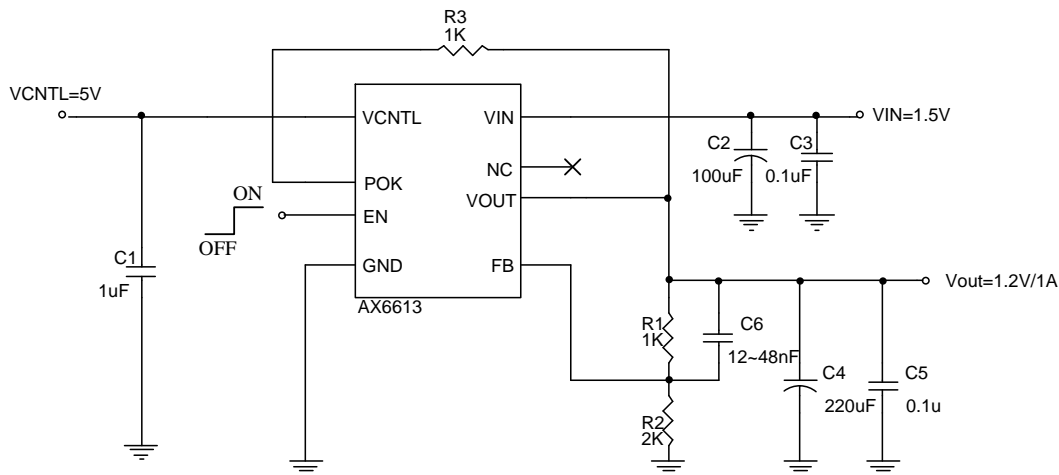 R3
1K
VCNTL=5V
VCNTL
VIN
VIN=1.5V
C2
100uF
C3
0.1uF
NC
POK
VOUT
ON
OFF
EN
GND
FB
C1
1uF
AX6613
Vout=1.2V/1A
R1
1K
C6
12~48nF
C4
220uF
C5
0.1u
R2
2K